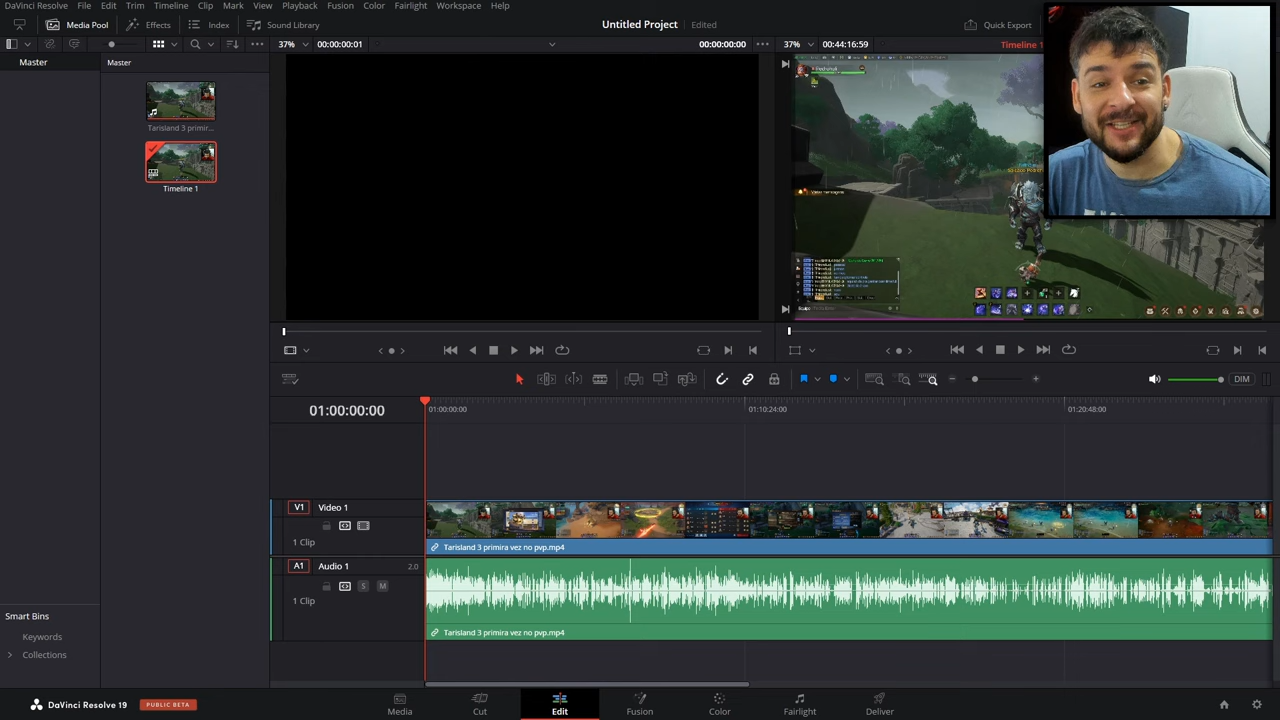 DaVinci Resolve File Edit Trim Timeline Clip Mark View Playback Fusion Color Fairlight Workspace Help
Media Pool Effects Index Sound Library Untitled Project Edited Quick Export
37% 00:00:00:01 00:00:00:00 37% 00:44:16:59 Timeline 1
Master Master
Tarisland 3 primir...
Timeline 1
01:00:00:00 01:00:00:00 01:10:24:00 01:20:48:00
DIM
V1 Video 1
1 Clip
Tarisland 3 primira vez no pvp.mp4
A1 Audio 1 2.0
S M
1 Clip
Tarisland 3 primira vez no pvp.mp4
Smart Bins
Keywords
Collections
DaVinci Resolve 19 PUBLIC BETA Media Cut Edit Fusion Color Fairlight Deliver